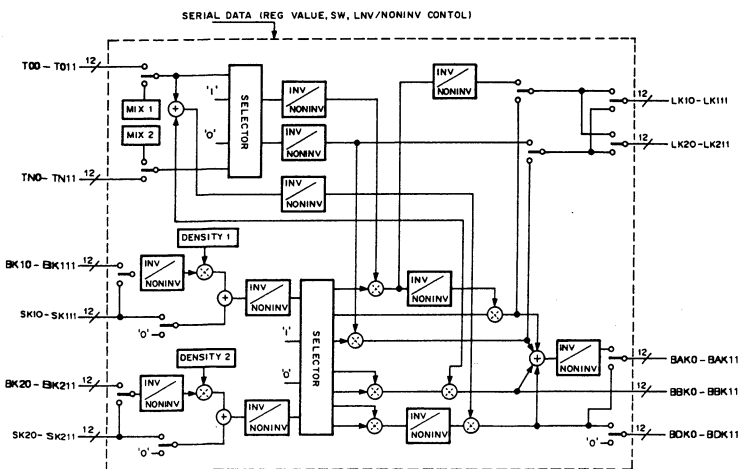 SERIAL DATA (REG VALUE, SW, LNV/NONINV CONTOL)
T00 - T011 12
MIX 1
MIX 2
TN0 - TN11 12
'1'
'0'
SELECTOR
INV/NONINV
INV/NONINV
INV/NONINV
INV/NONINV
12 LK10-LK111
12 LK20-LK211
DENSITY 1
BK10 - BK111 12
INV/NONINV
INV/NONINV
SK10 - SK111 12
'0'
DENSITY 2
BK20 - BK211 12
INV/NONINV
INV/NONINV
SK20 - SK211 12
'0'
'1'
'0'
SELECTOR
INV/NONINV
INV/NONINV
INV/NONINV
12 BAK0 - BAK11
12 BBK0 - BBK11
'0'
12 BDK0 - BDK11